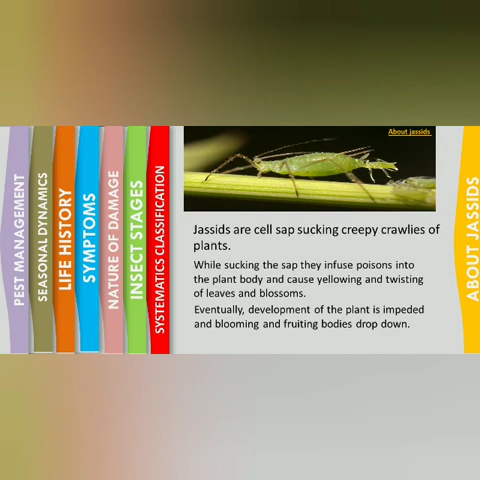 PEST MANAGEMENT
SEASONAL DYNAMICS
LIFE HISTORY
SYMPTOMS
NATURE OF DAMAGE
INSECT STAGES
SYSTEMATICS CLASSIFICATION
About jassids
Jassids are cell sap sucking creepy crawlies of
plants.
While sucking the sap they infuse poisons into
the plant body and cause yellowing and twisting
of leaves and blossoms.
Eventually, development of the plant is impeded
and blooming and fruiting bodies drop down.
ABOUT JASSIDS